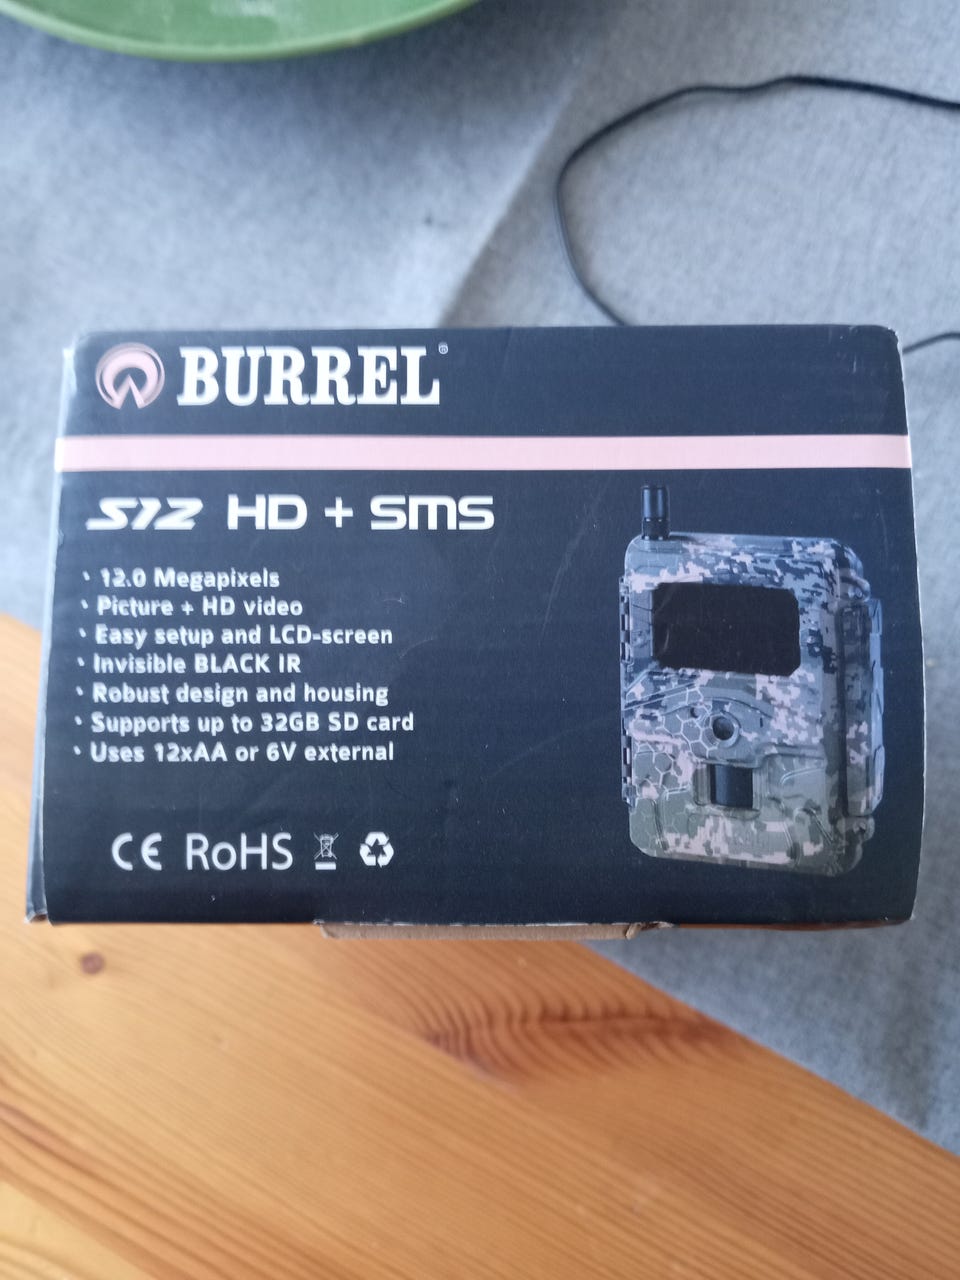 BURREL®
S12 HD + SMS
· 12.0 Megapixels
· Picture + HD video
· Easy setup and LCD-screen
· Invisible BLACK IR
· Robust design and housing
· Supports up to 32GB SD card
· Uses 12xAA or 6V external
CE RoHS